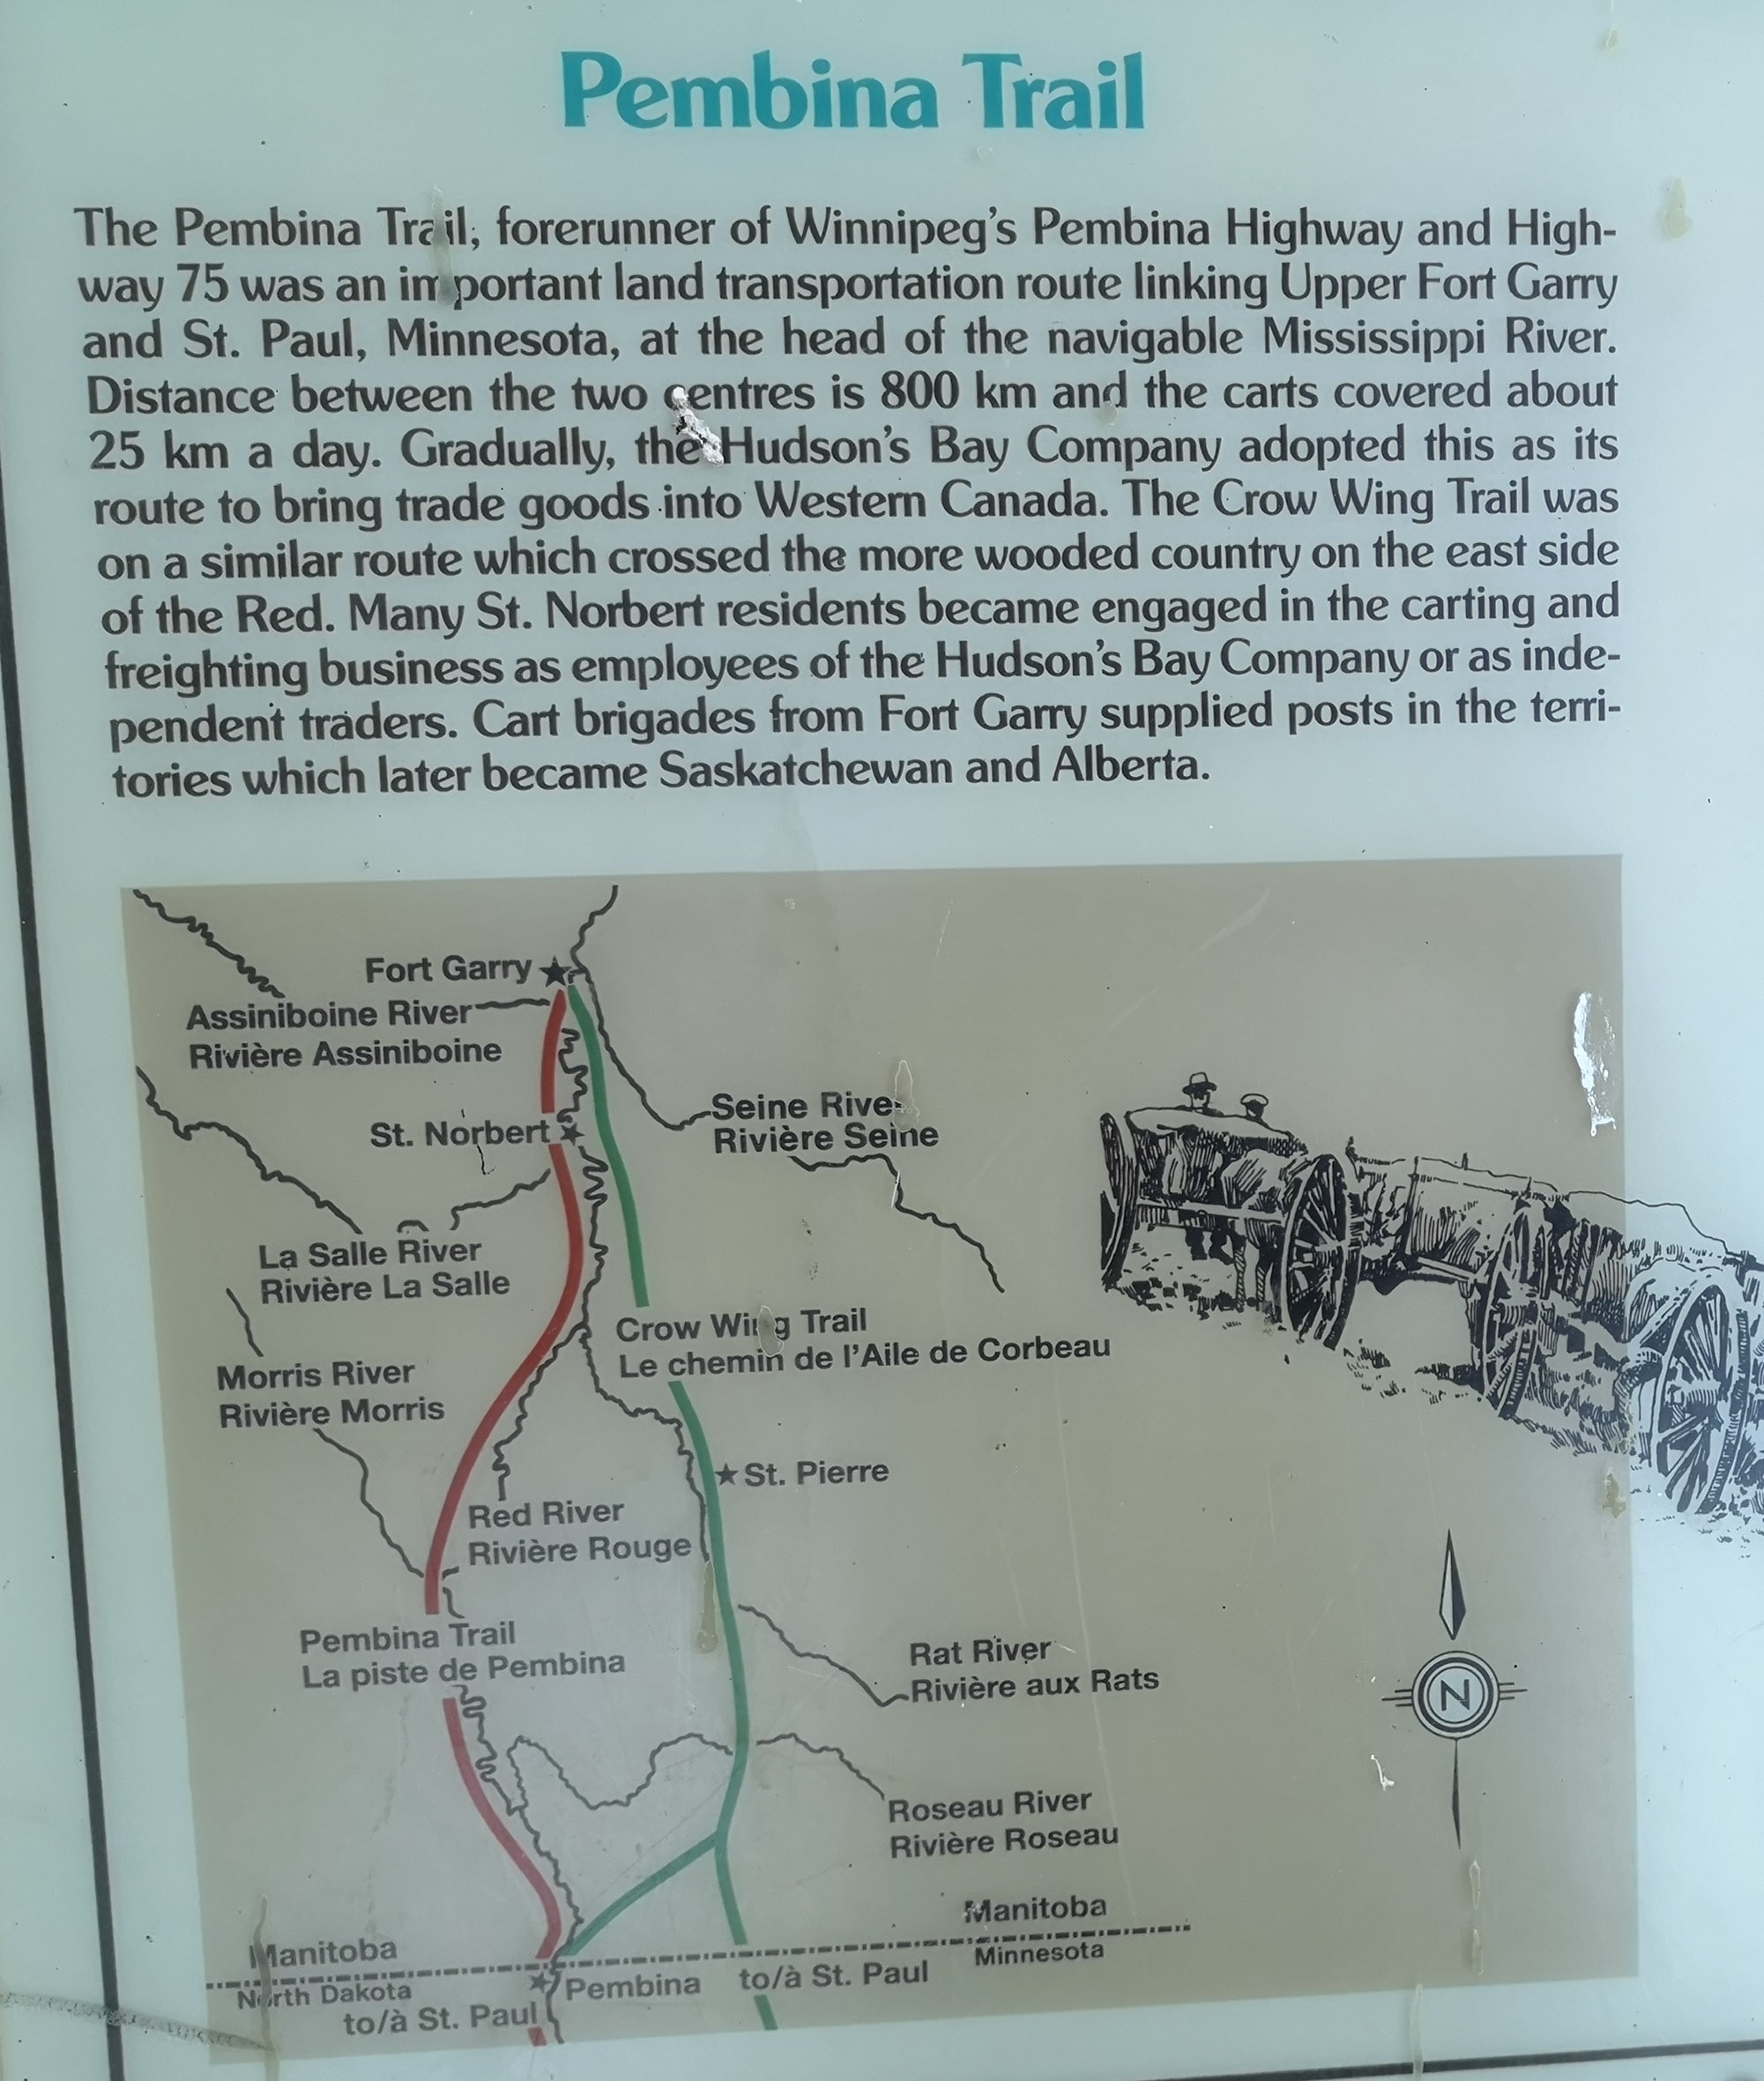 Pembina Trail
The Pembina Trail, forerunner of Winnipeg's Pembina Highway and High-
way 75 was an important land transportation route linking Upper Fort Garry
and St. Paul, Minnesota, at the head of the navigable Mississippi River.
Distance between the two centres is 800 km and the carts covered about
25 km a day. Gradually, the Hudson's Bay Company adopted this as its
route to bring trade goods into Western Canada. The Crow Wing Trail was
on a similar route which crossed the more wooded country on the east side
of the Red. Many St. Norbert residents became engaged in the carting and
freighting business as employees of the Hudson's Bay Company or as inde-
pendent traders. Cart brigades from Fort Garry supplied posts in the terri-
tories which later became Saskatchewan and Alberta.
Fort Garry
Assiniboine River
Rivière Assiniboine
Seine River
Rivière Seine
St. Norbert
La Salle River
Rivière La Salle
Crow Wing Trail
Le chemin de l'Aile de Corbeau
Morris River
Rivière Morris
St. Pierre
Red River
Rivière Rouge
Pembina Trail
La piste de Pembina
Rat River
Rivière aux Rats
N
Roseau River
Rivière Roseau
Manitoba
Minnesota
Manitoba
North Dakota
Pembina
to/à St. Paul
to/à St. Paul